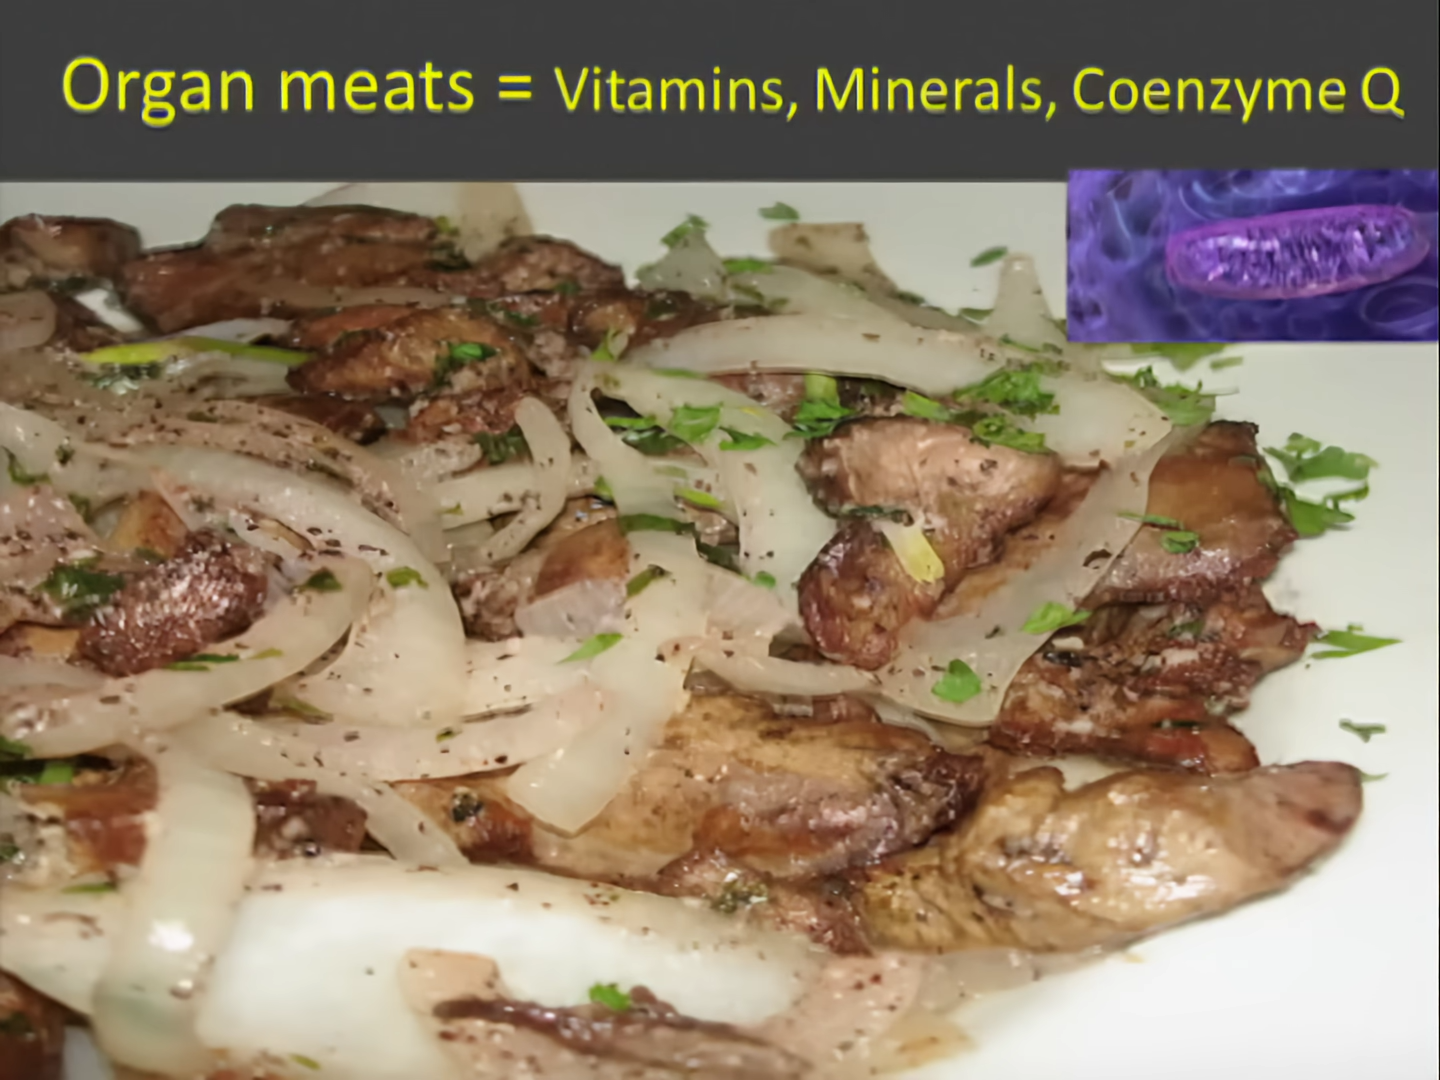 Organ meats = Vitamins, Minerals, Coenzyme Q